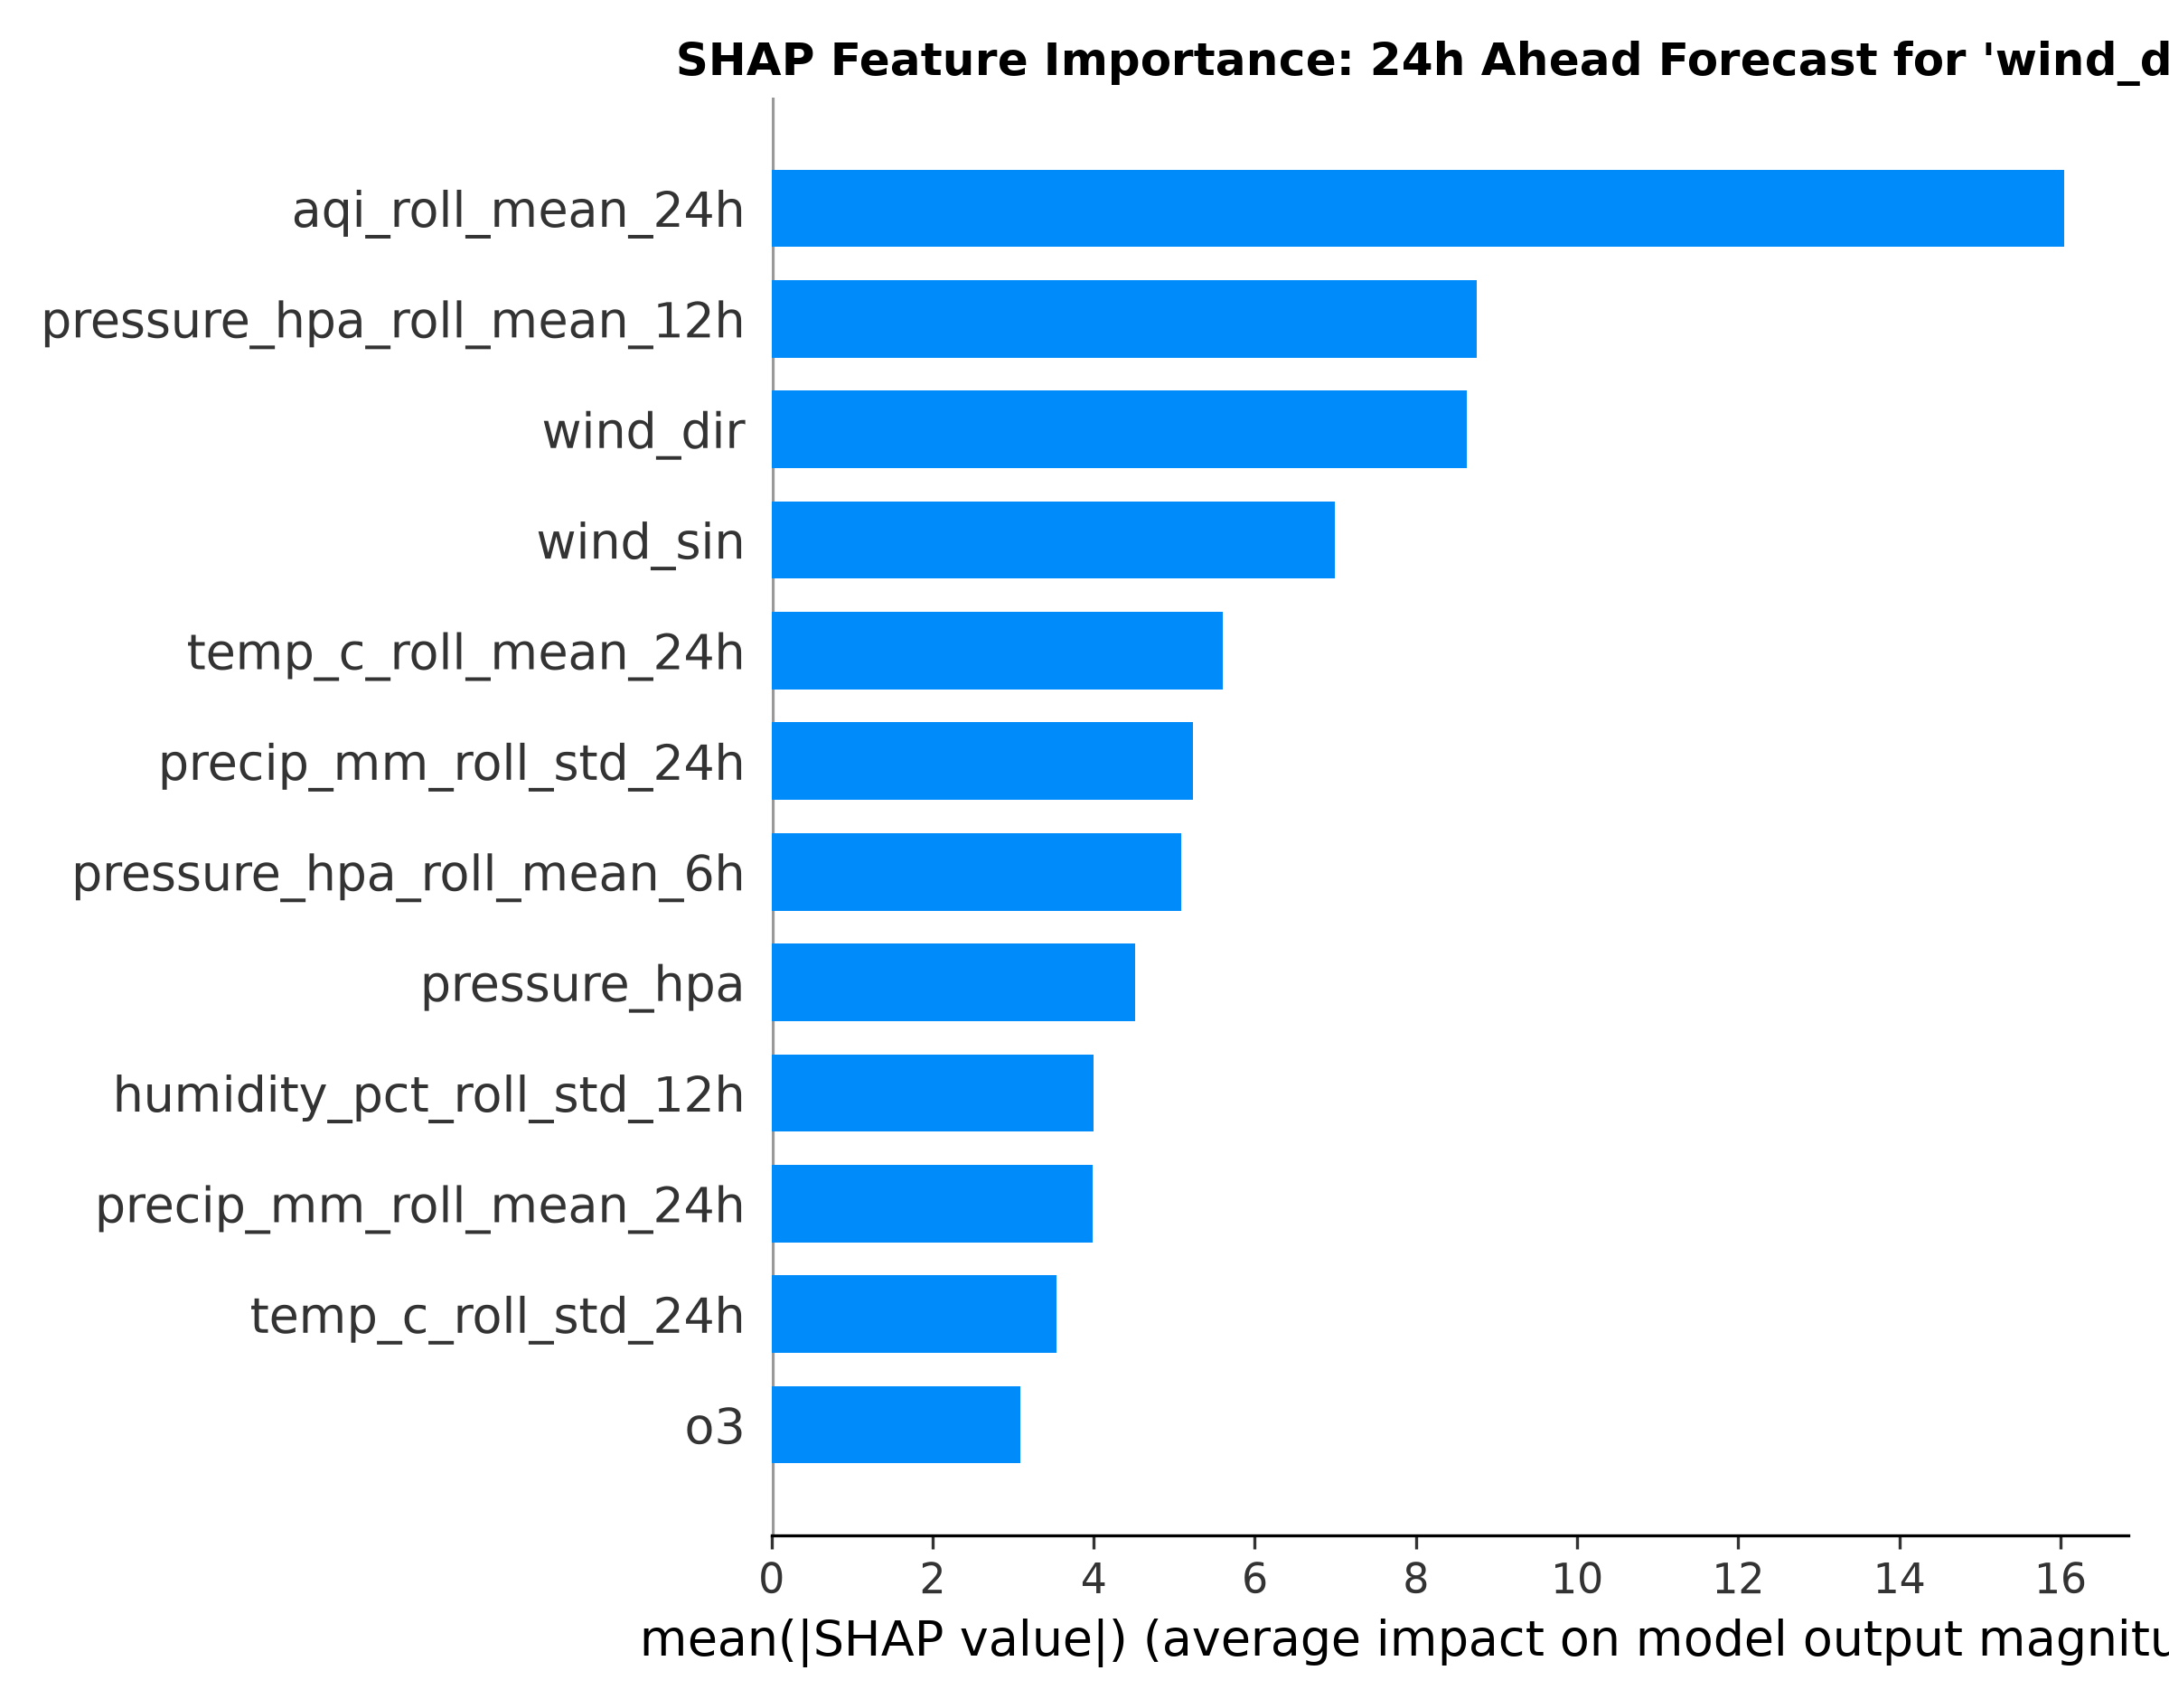 SHAP Feature Importance: 24h Ahead Forecast for 'wind_d
aqi_roll_mean_24h
pressure_hpa_roll_mean_12h
wind_dir
wind_sin
temp_c_roll_mean_24h
precip_mm_roll_std_24h
pressure_hpa_roll_mean_6h
pressure_hpa
humidity_pct_roll_std_12h
precip_mm_roll_mean_24h
temp_c_roll_std_24h
o3
0 2 4 6 8 10 12 14 16
mean(|SHAP value|) (average impact on model output magnitu